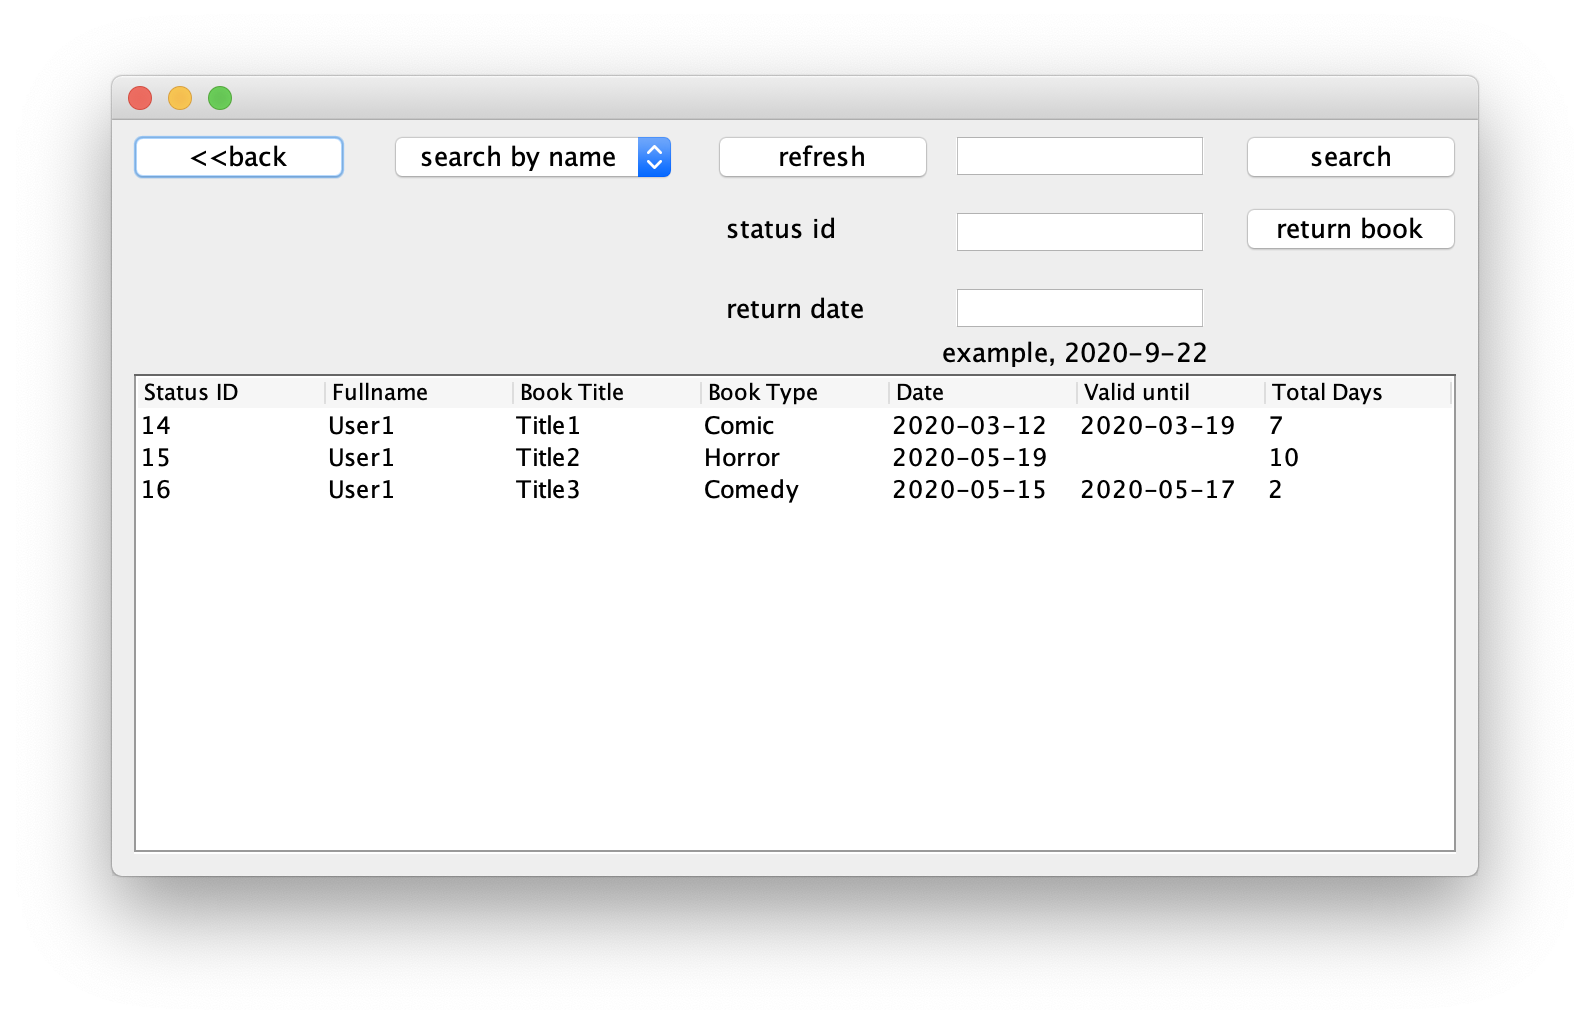 <<back search by name refresh search
status id return book
return date
example, 2020-9-22
Status ID Fullname Book Title Book Type Date Valid until Total Days
14 User1 Title1 Comic 2020-03-12 2020-03-19 7
15 User1 Title2 Horror 2020-05-19 10
16 User1 Title3 Comedy 2020-05-15 2020-05-17 2